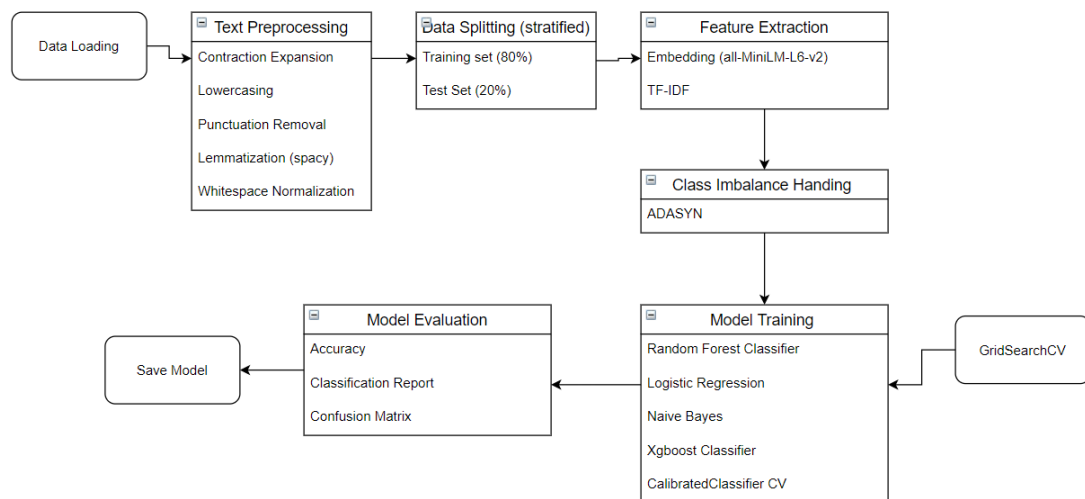 Data Loading
Text Preprocessing
Contraction Expansion
Lowercasing
Punctuation Removal
Lemmatization (spacy)
Whitespace Normalization
Data Splitting (stratified)
Training set (80%)
Test Set (20%)
Feature Extraction
Embedding (all-MiniLM-L6-v2)
TF-IDF
Class Imbalance Handing
ADASYN
Model Training
Random Forest Classifier
Logistic Regression
Naive Bayes
Xgboost Classifier
CalibratedClassifier CV
GridSearchCV
Model Evaluation
Accuracy
Classification Report
Confusion Matrix
Save Model